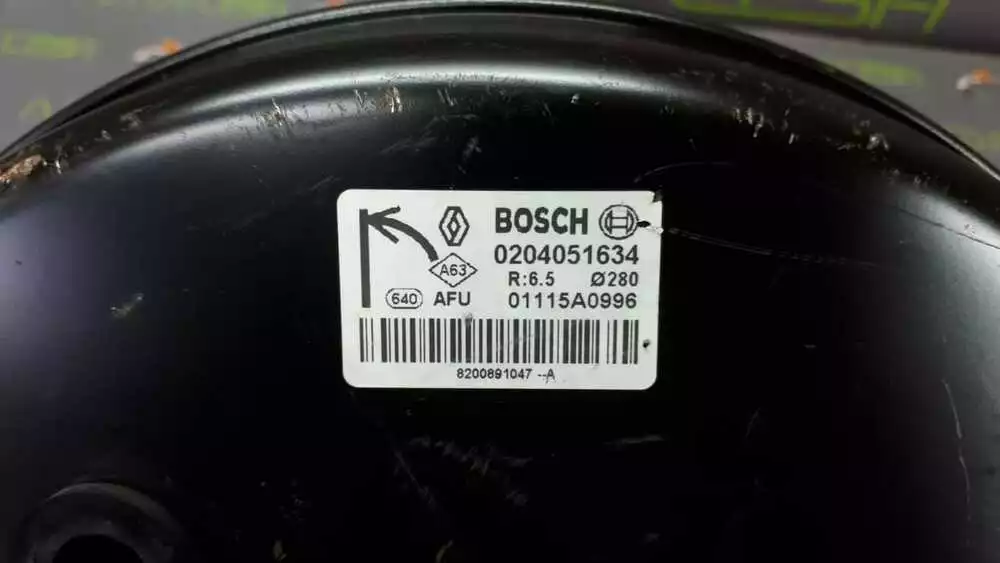 BOSCH
0204051634
A63
R:6.5 Ø280
640 AFU 01115A0996
8200891047 --A